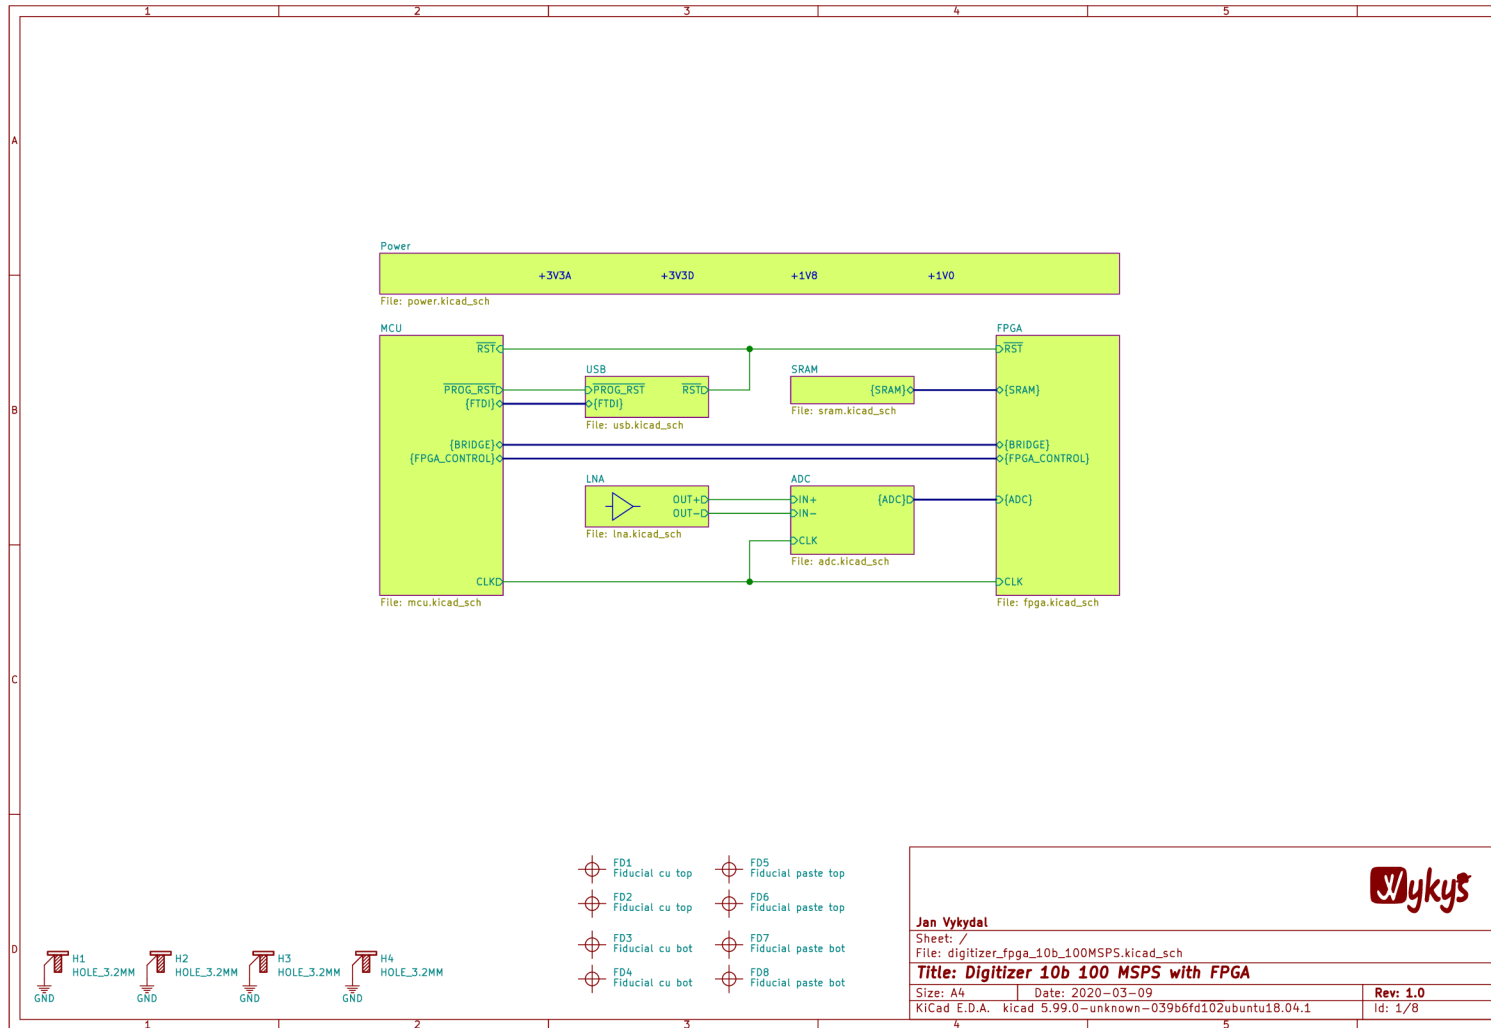 1 2 3 4 5
A
Power
+3V3A +3V3D +1V8 +1V0
File: power.kicad_sch
MCU FPGA
RST RST
USB SRAM
PROG_RST PROG_RST RST {SRAM} {SRAM}
{FTDI} {FTDI}
File: sram.kicad_sch
B
File: usb.kicad_sch
{BRIDGE} {BRIDGE}
{FPGA_CONTROL} {FPGA_CONTROL}
LNA ADC
OUT+ IN+ {ADC} {ADC}
OUT- IN-
File: lna.kicad_sch
CLK
File: adc.kicad_sch
CLK CLK
File: mcu.kicad_sch File: fpga.kicad_sch
C
FD1 FD5
Fiducial cu top Fiducial paste top
FD2 FD6
Fiducial cu top Fiducial paste top
FD3 FD7
Fiducial cu bot Fiducial paste bot
FD4 FD8
Fiducial cu bot Fiducial paste bot
D
H1 H2 H3 H4
HOLE_3.2MM HOLE_3.2MM HOLE_3.2MM HOLE_3.2MM
GND GND GND GND
Wykys
Jan Vykydal
Sheet: /
File: digitizer_fpga_10b_100MSPS.kicad_sch
Title: Digitizer 10b 100 MSPS with FPGA
Size: A4 Date: 2020-03-09 Rev: 1.0
KiCad E.D.A. kicad 5.99.0-unknown-039b6fd102ubuntu18.04.1 Id: 1/8
1 2 3 4 5